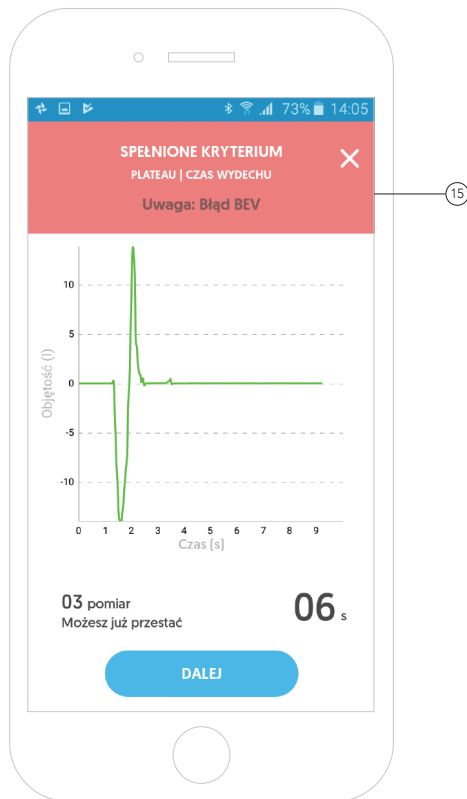 73% 14:05
SPEŁNIONE KRYTERIUM
PLATEAU | CZAS WYDECHU
Uwaga: Błąd BEV
15
10
5
0
-5
-10
Objętość (l)
0 1 2 3 4 5 6 7 8 9
Czas (s)
03 pomiar
Możesz już przestać
06 s
DALEJ